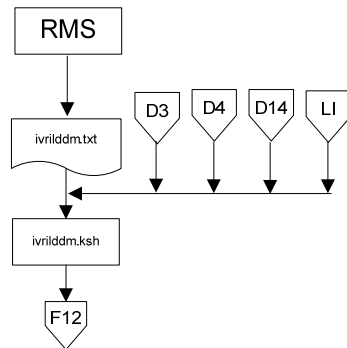 RMS
D3 D4 D14 LI
ivrilddm.txt
ivrilddm.ksh
F12